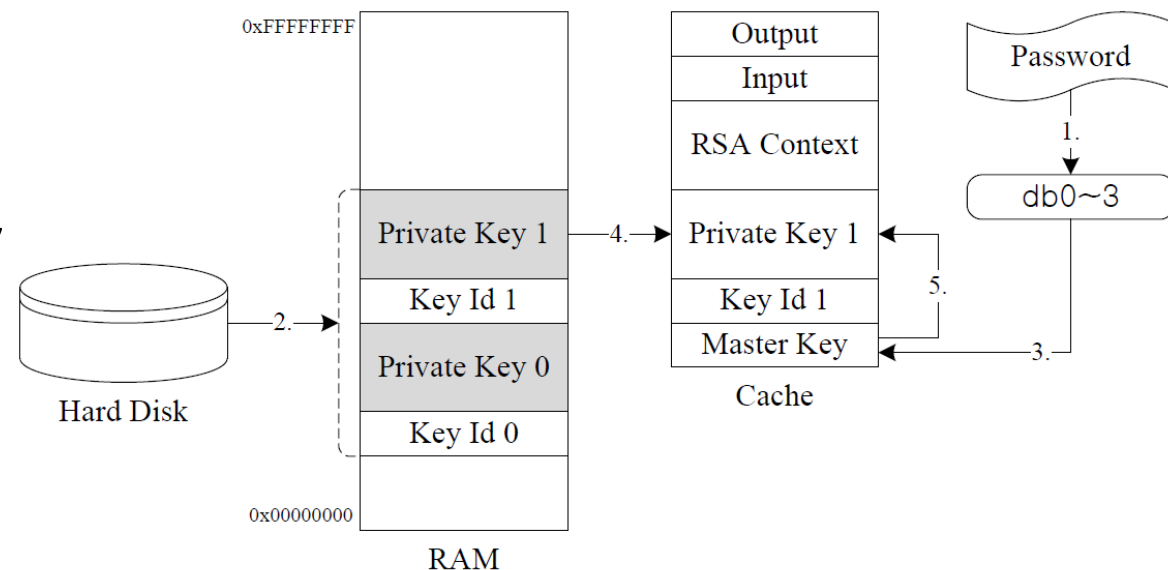 0xFFFFFFFF
Private Key 1
Key Id 1
Private Key 0
Key Id 0
0x00000000
RAM
Hard Disk
2.
4.
Output
Input
RSA Context
Private Key 1
Key Id 1
Master Key
Cache
5.
3.
Password
1.
db0~3